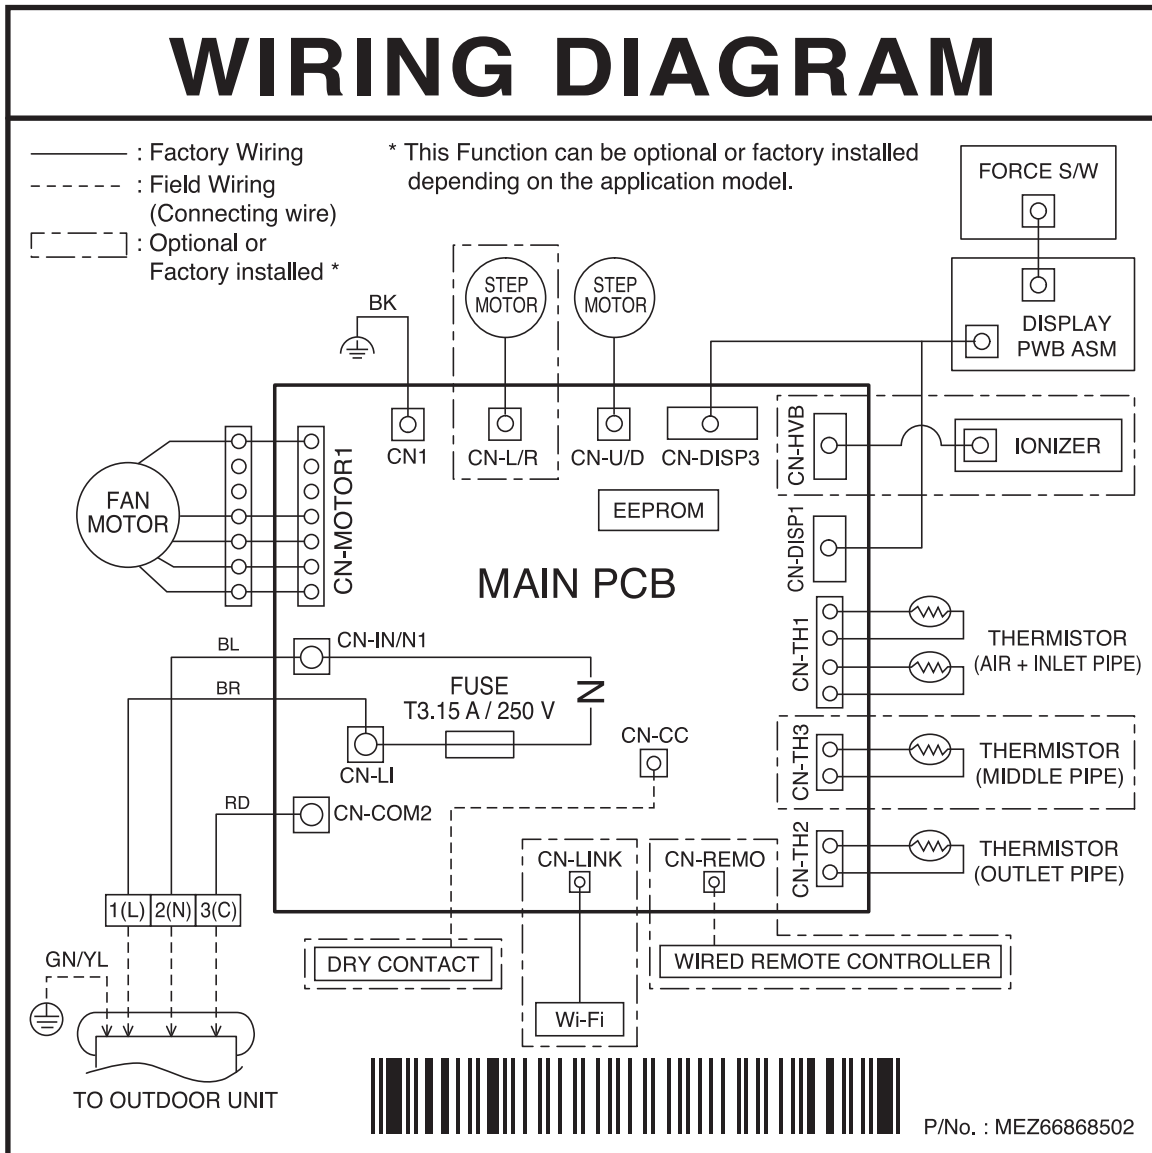 WIRING DIAGRAM
: Factory Wiring
: Field Wiring
(Connecting wire)
: Optional or
Factory installed *
* This Function can be optional or factory installed
depending on the application model.
FORCE S/W
DISPLAY
PWB ASM
STEP
MOTOR
STEP
MOTOR
BK
CN1
CN-L/R
CN-U/D
CN-DISP3
CN-HVB
IONIZER
EEPROM
FAN
MOTOR
CN-MOTOR1
CN-DISP1
MAIN PCB
CN-TH1
THERMISTOR
(AIR + INLET PIPE)
BL
CN-IN/N1
BR
FUSE
T3.15 A / 250 V
N
CN-LI
CN-CC
CN-TH3
THERMISTOR
(MIDDLE PIPE)
RD
CN-COM2
CN-TH2
THERMISTOR
(OUTLET PIPE)
CN-LINK
CN-REMO
1(L) 2(N) 3(C)
GN/YL
DRY CONTACT
WIRED REMOTE CONTROLLER
Wi-Fi
TO OUTDOOR UNIT
P/No. : MEZ66868502